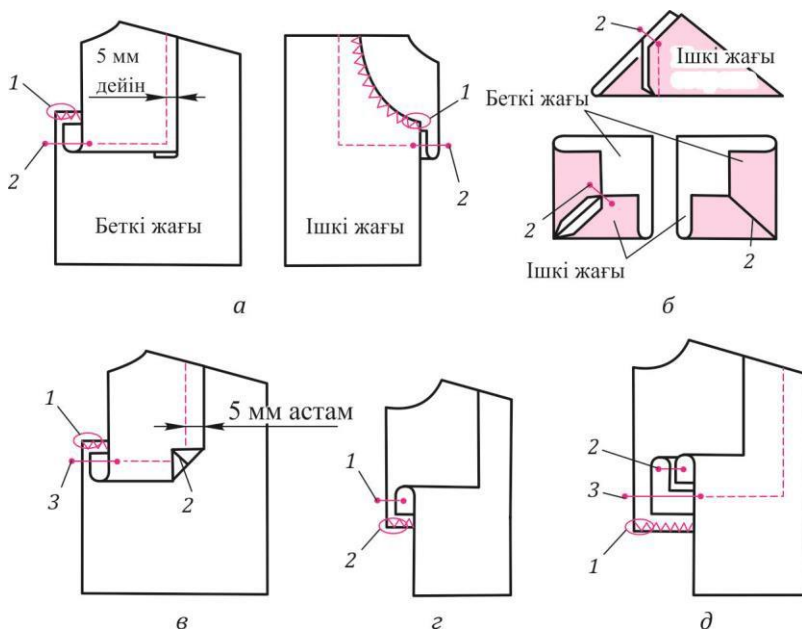 5 мм
дейін
1
2
Беткі жағы
а
1
2
Ішкі жағы
2
Ішкі жағы
Беткі жағы
2
2
Ішкі жағы
б
1
5 мм астам
3
2
в
1
2
г
2
3
1
д